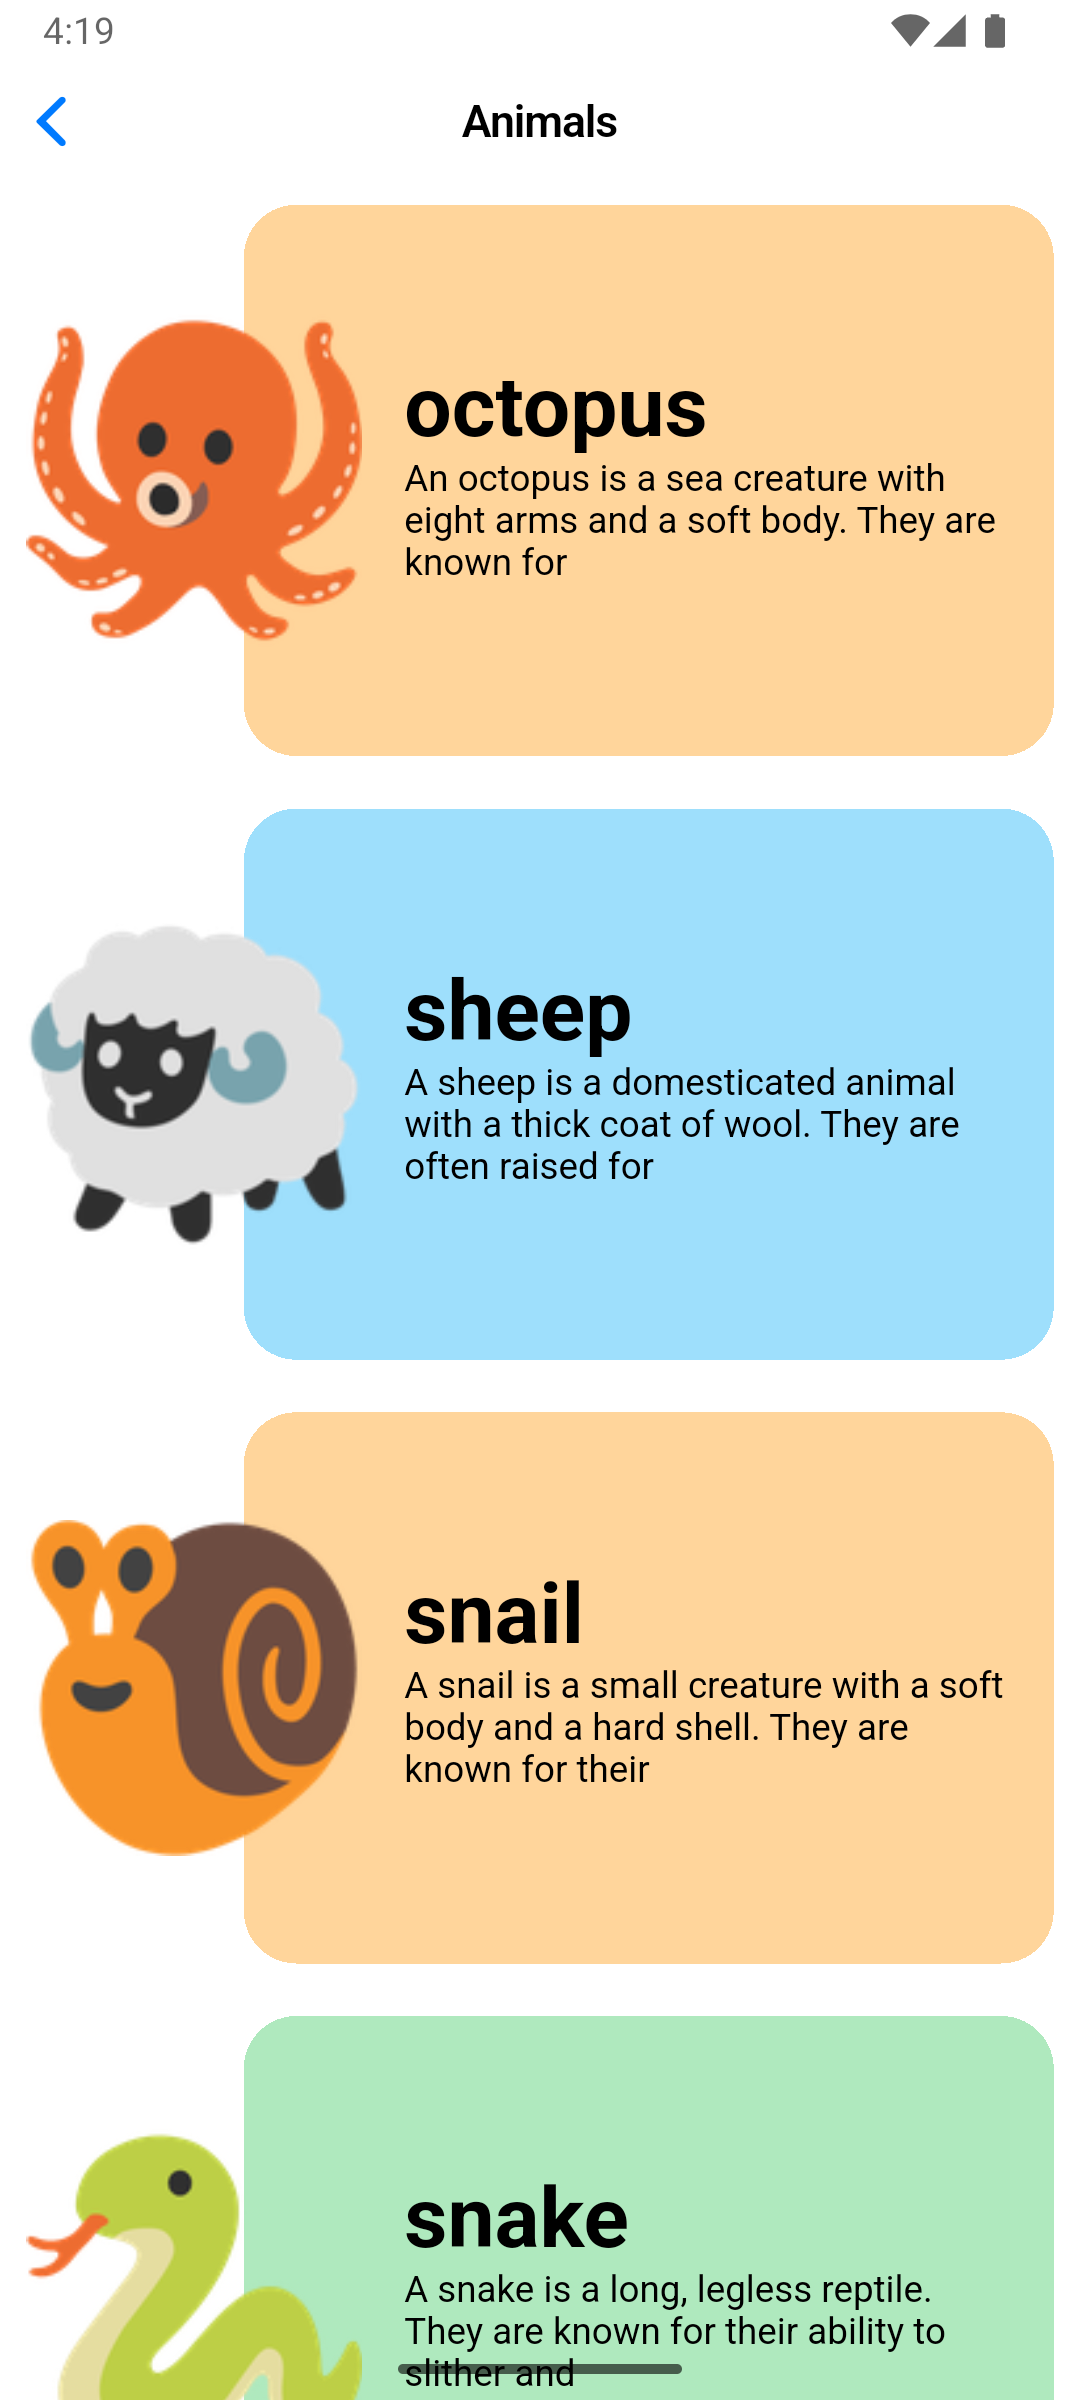 4:19
Animals
octopus
An octopus is a sea creature with
eight arms and a soft body. They are
known for
sheep
A sheep is a domesticated animal
with a thick coat of wool. They are
often raised for
snail
A snail is a small creature with a soft
body and a hard shell. They are
known for their
snake
A snake is a long, legless reptile.
They are known for their ability to
slither and